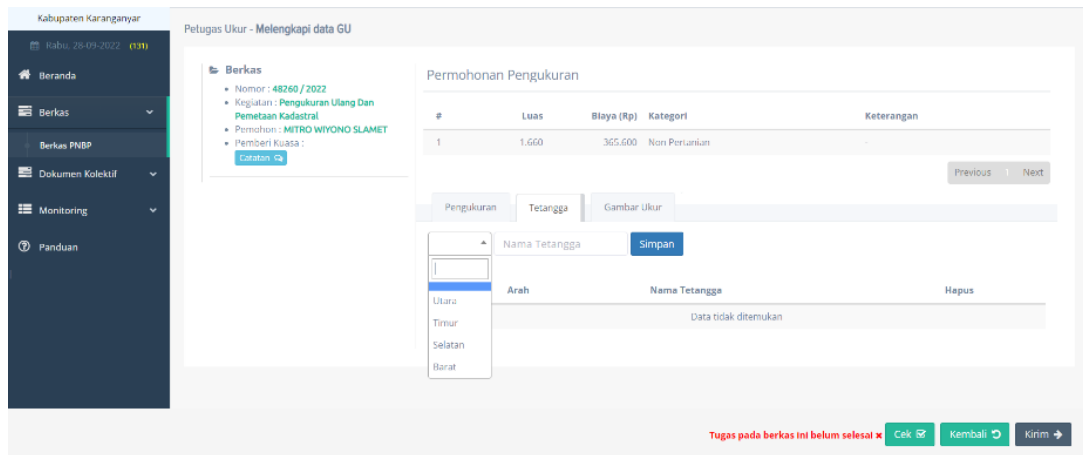 Kabupaten Karanganyar
Rabu, 28-09-2022 (131)
Beranda
Berkas
Berkas PNBP
Dokumen Kolektif
Monitoring
Panduan
Petugas Ukur - Melengkapi data GU
Berkas
Nomor : 48260 / 2022
Kegiatan : Pengukuran Ulang Dan
Pemetaan Kadastral
Pemohon : MITRO WIYONO SLAMET
Pemberi Kuasa :
Catatan
Permohonan Pengukuran
# Luas Biaya (Rp) Kategori Keterangan
1 1.660 365.600 Non Pertanian -
Previous 1 Next
Pengukuran Tetangga Gambar Ukur
Nama Tetangga Simpan
Arah Nama Tetangga Hapus
Data tidak ditemukan
Utara
Timur
Selatan
Barat
Tugas pada berkas ini belum selesai x Cek Kembali Kirim